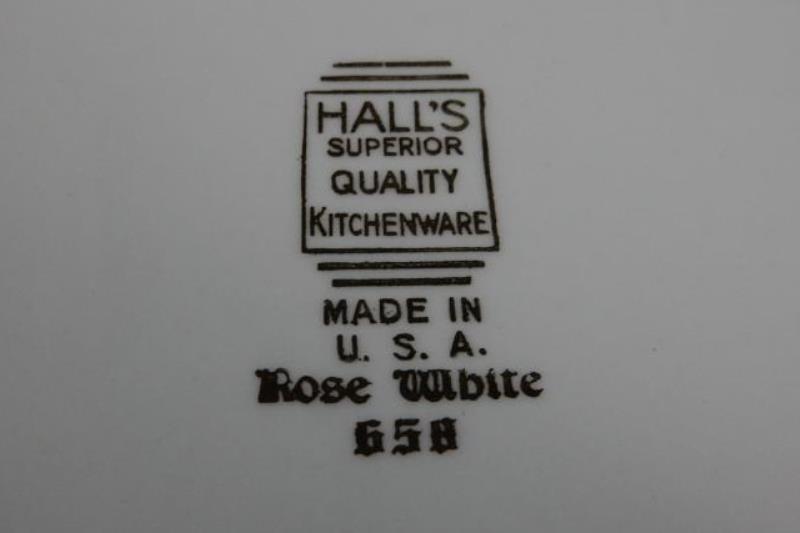 HALL'S
SUPERIOR
QUALITY
KITCHENWARE
MADE IN
U. S. A.
Rose White
658